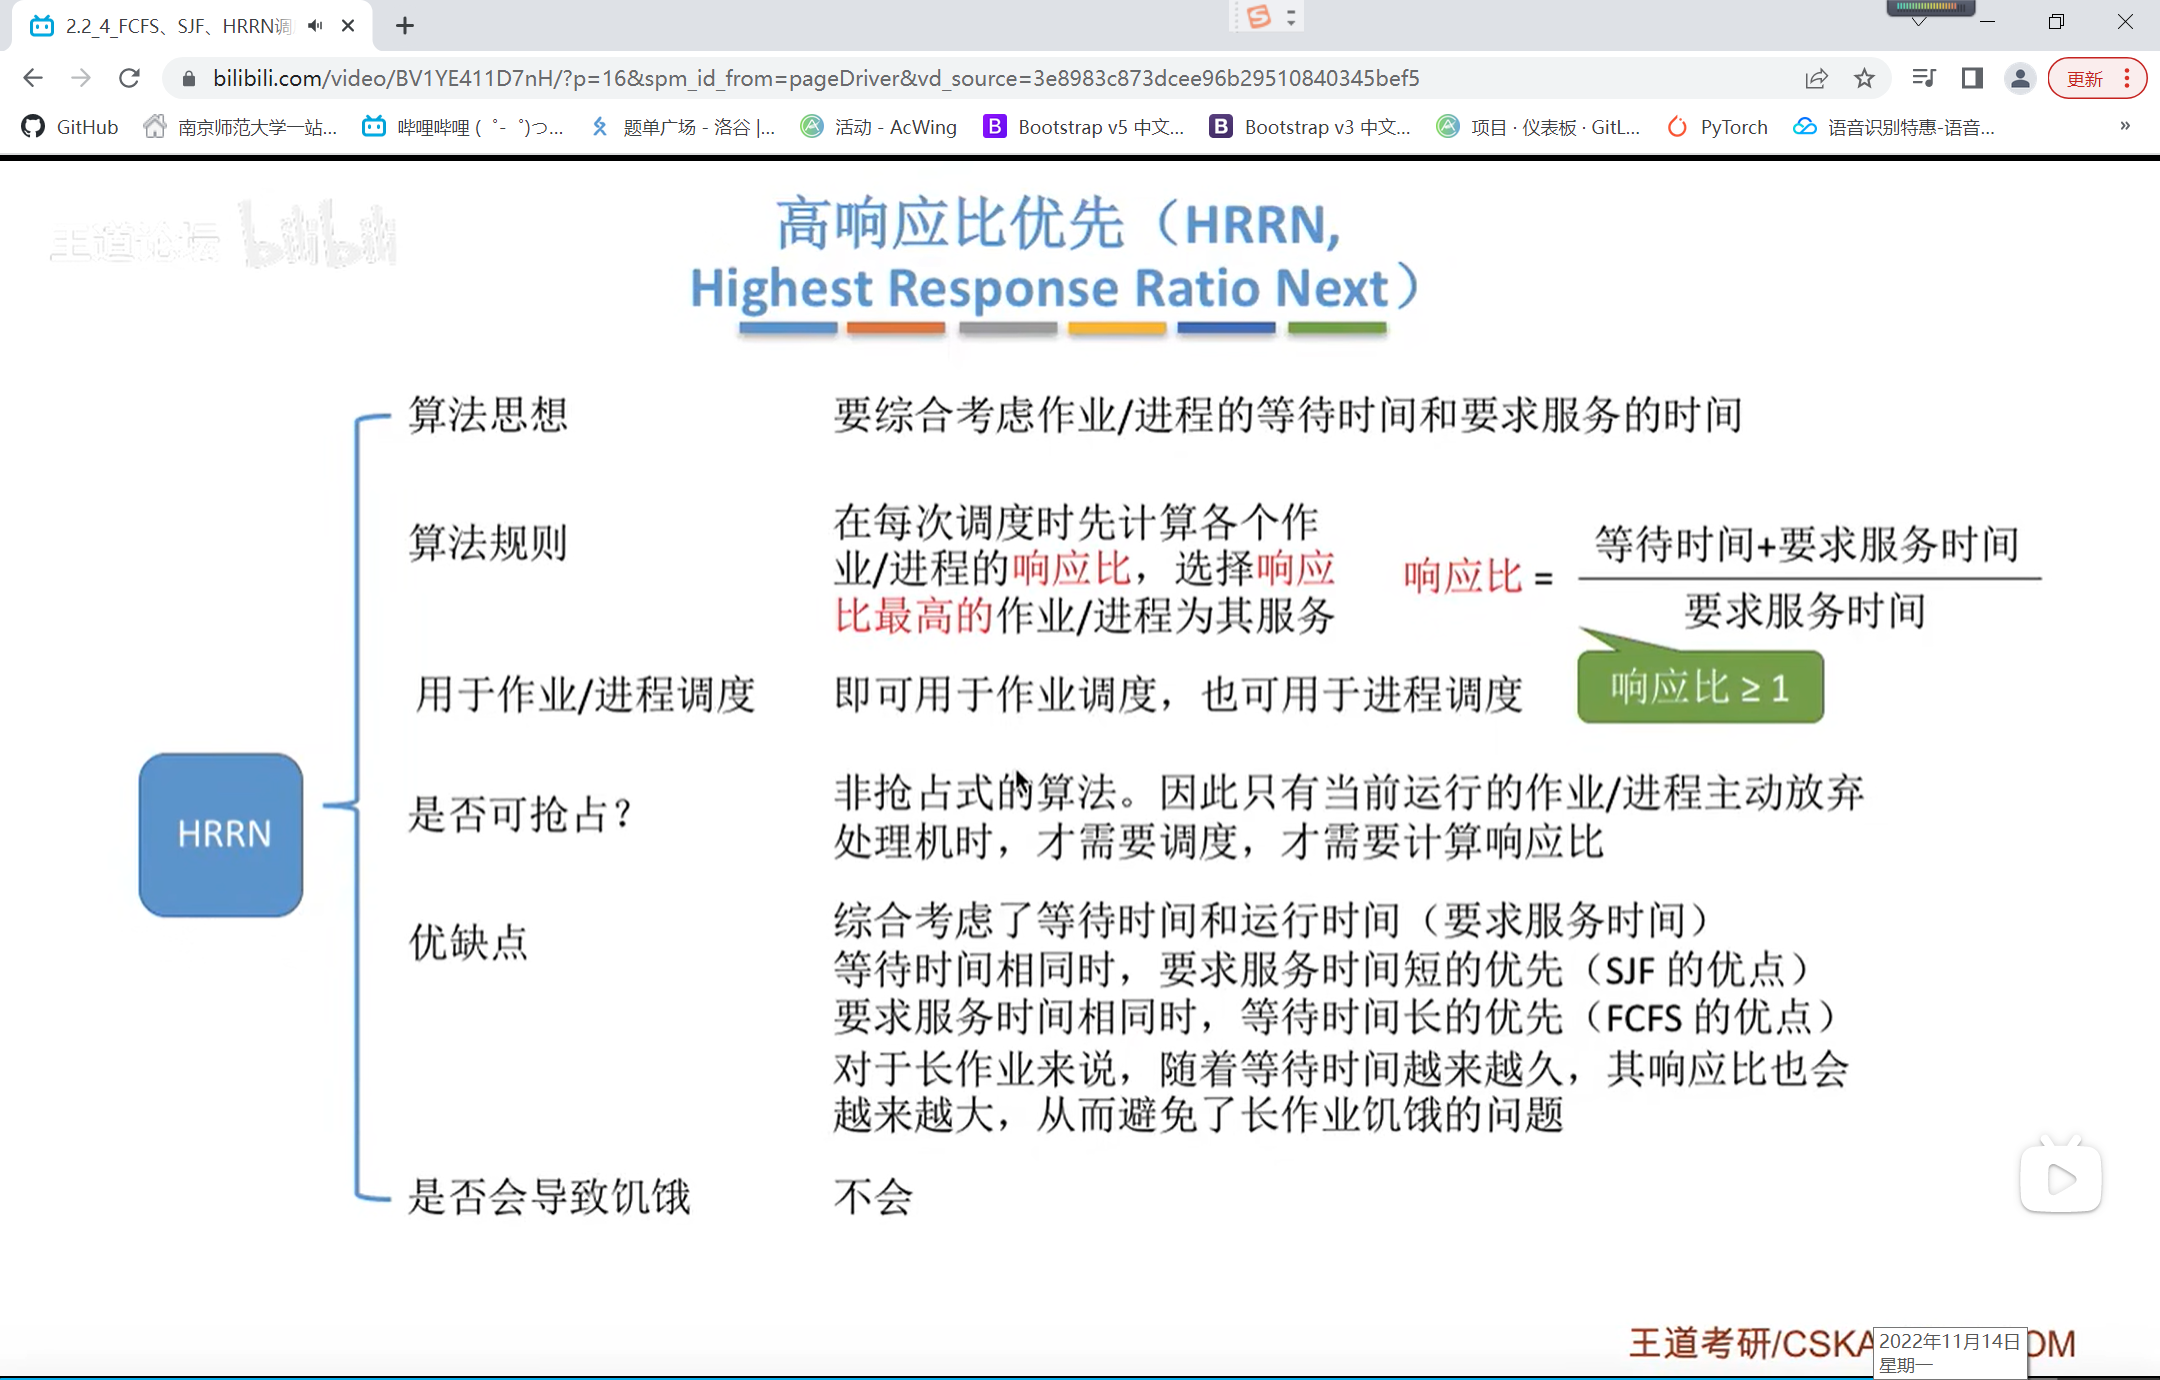 2.2_4_FCFS、SJF、HRRN调
bilibili.com/video/BV1YE411D7nH/?p=16&spm_id_from=pageDriver&vd_source=3e8983c873dcee96b29510840345bef5
更新
GitHub
南京师范大学一站...
哔哩哔哩 (゜-゜)つ...
题单广场 - 洛谷 |...
活动 - AcWing
Bootstrap v5 中文...
Bootstrap v3 中文...
项目 · 仪表板 · GitL...
PyTorch
语音识别特惠-语音...
»
王道论坛 bilibili
高响应比优先（HRRN,
Highest Response Ratio Next）
算法思想
要综合考虑作业/进程的等待时间和要求服务的时间
算法规则
在每次调度时先计算各个作
业/进程的响应比，选择响应
比最高的作业/进程为其服务
响应比 =
等待时间+要求服务时间
要求服务时间
响应比 ≥ 1
用于作业/进程调度
即可用于作业调度，也可用于进程调度
HRRN
是否可抢占？
非抢占式的算法。因此只有当前运行的作业/进程主动放弃
处理机时，才需要调度，才需要计算响应比
优缺点
综合考虑了等待时间和运行时间（要求服务时间）
等待时间相同时，要求服务时间短的优先（SJF 的优点）
要求服务时间相同时，等待时间长的优先（FCFS 的优点）
对于长作业来说，随着等待时间越来越久，其响应比也会
越来越大，从而避免了长作业饥饿的问题
是否会导致饥饿
不会
王道考研/CSKA
OM
2022年11月14日
星期一